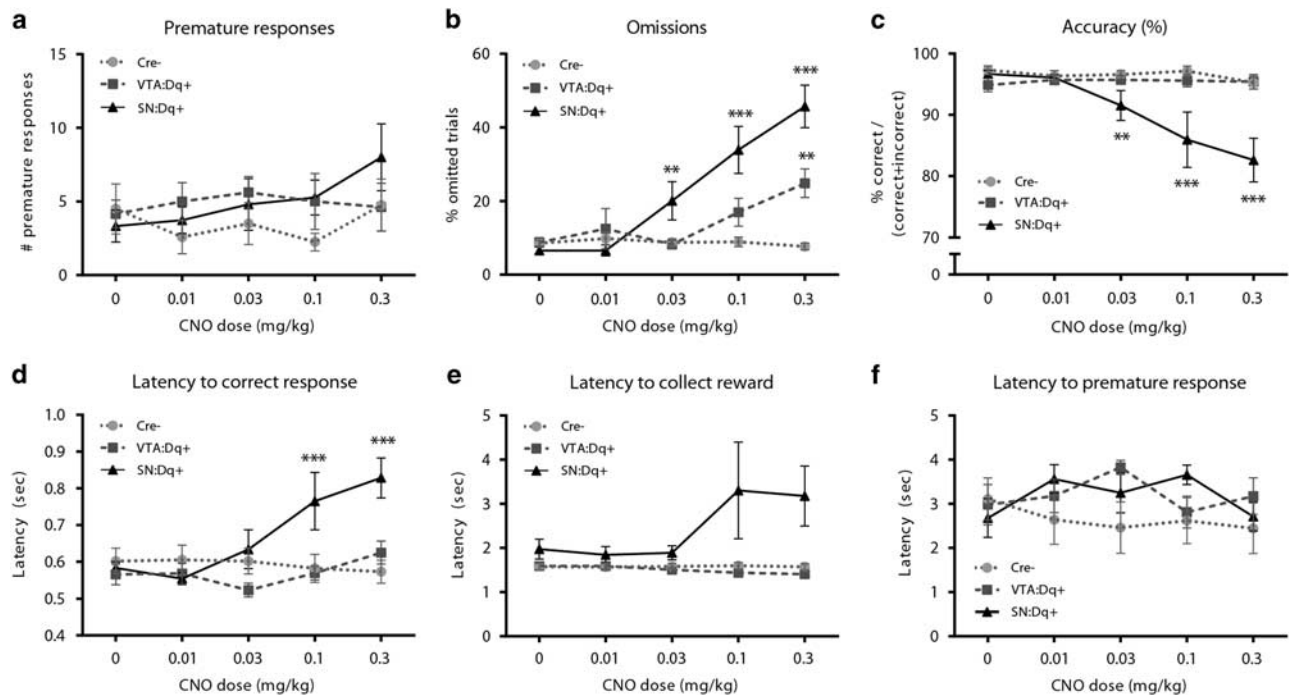 a
Premature responses
# premature responses
15
10
5
0
Cre-
VTA:Dq+
SN:Dq+
0 0.01 0.03 0.1 0.3
CNO dose (mg/kg)
b
Omissions
% omitted trials
60
40
20
0
Cre-
VTA:Dq+
SN:Dq+
**
***
***
**
0 0.01 0.03 0.1 0.3
CNO dose (mg/kg)
c
Accuracy (%)
% correct /
(correct+incorrect)
100
90
80
70
0
**
***
***
Cre-
VTA:Dq+
SN:Dq+
0 0.01 0.03 0.1 0.3
CNO dose (mg/kg)
d
Latency to correct response
Latency (sec)
1.0
0.9
0.8
0.7
0.6
0.5
0.4
Cre-
VTA:Dq+
SN:Dq+
***
***
0 0.01 0.03 0.1 0.3
CNO dose (mg/kg)
e
Latency to collect reward
Latency (sec)
5
4
3
2
1
0
Cre-
VTA:Dq+
SN:Dq+
0 0.01 0.03 0.1 0.3
CNO dose (mg/kg)
f
Latency to premature response
Latency (sec)
5
4
3
2
1
0
Cre-
VTA:Dq+
SN:Dq+
0 0.01 0.03 0.1 0.3
CNO dose (mg/kg)